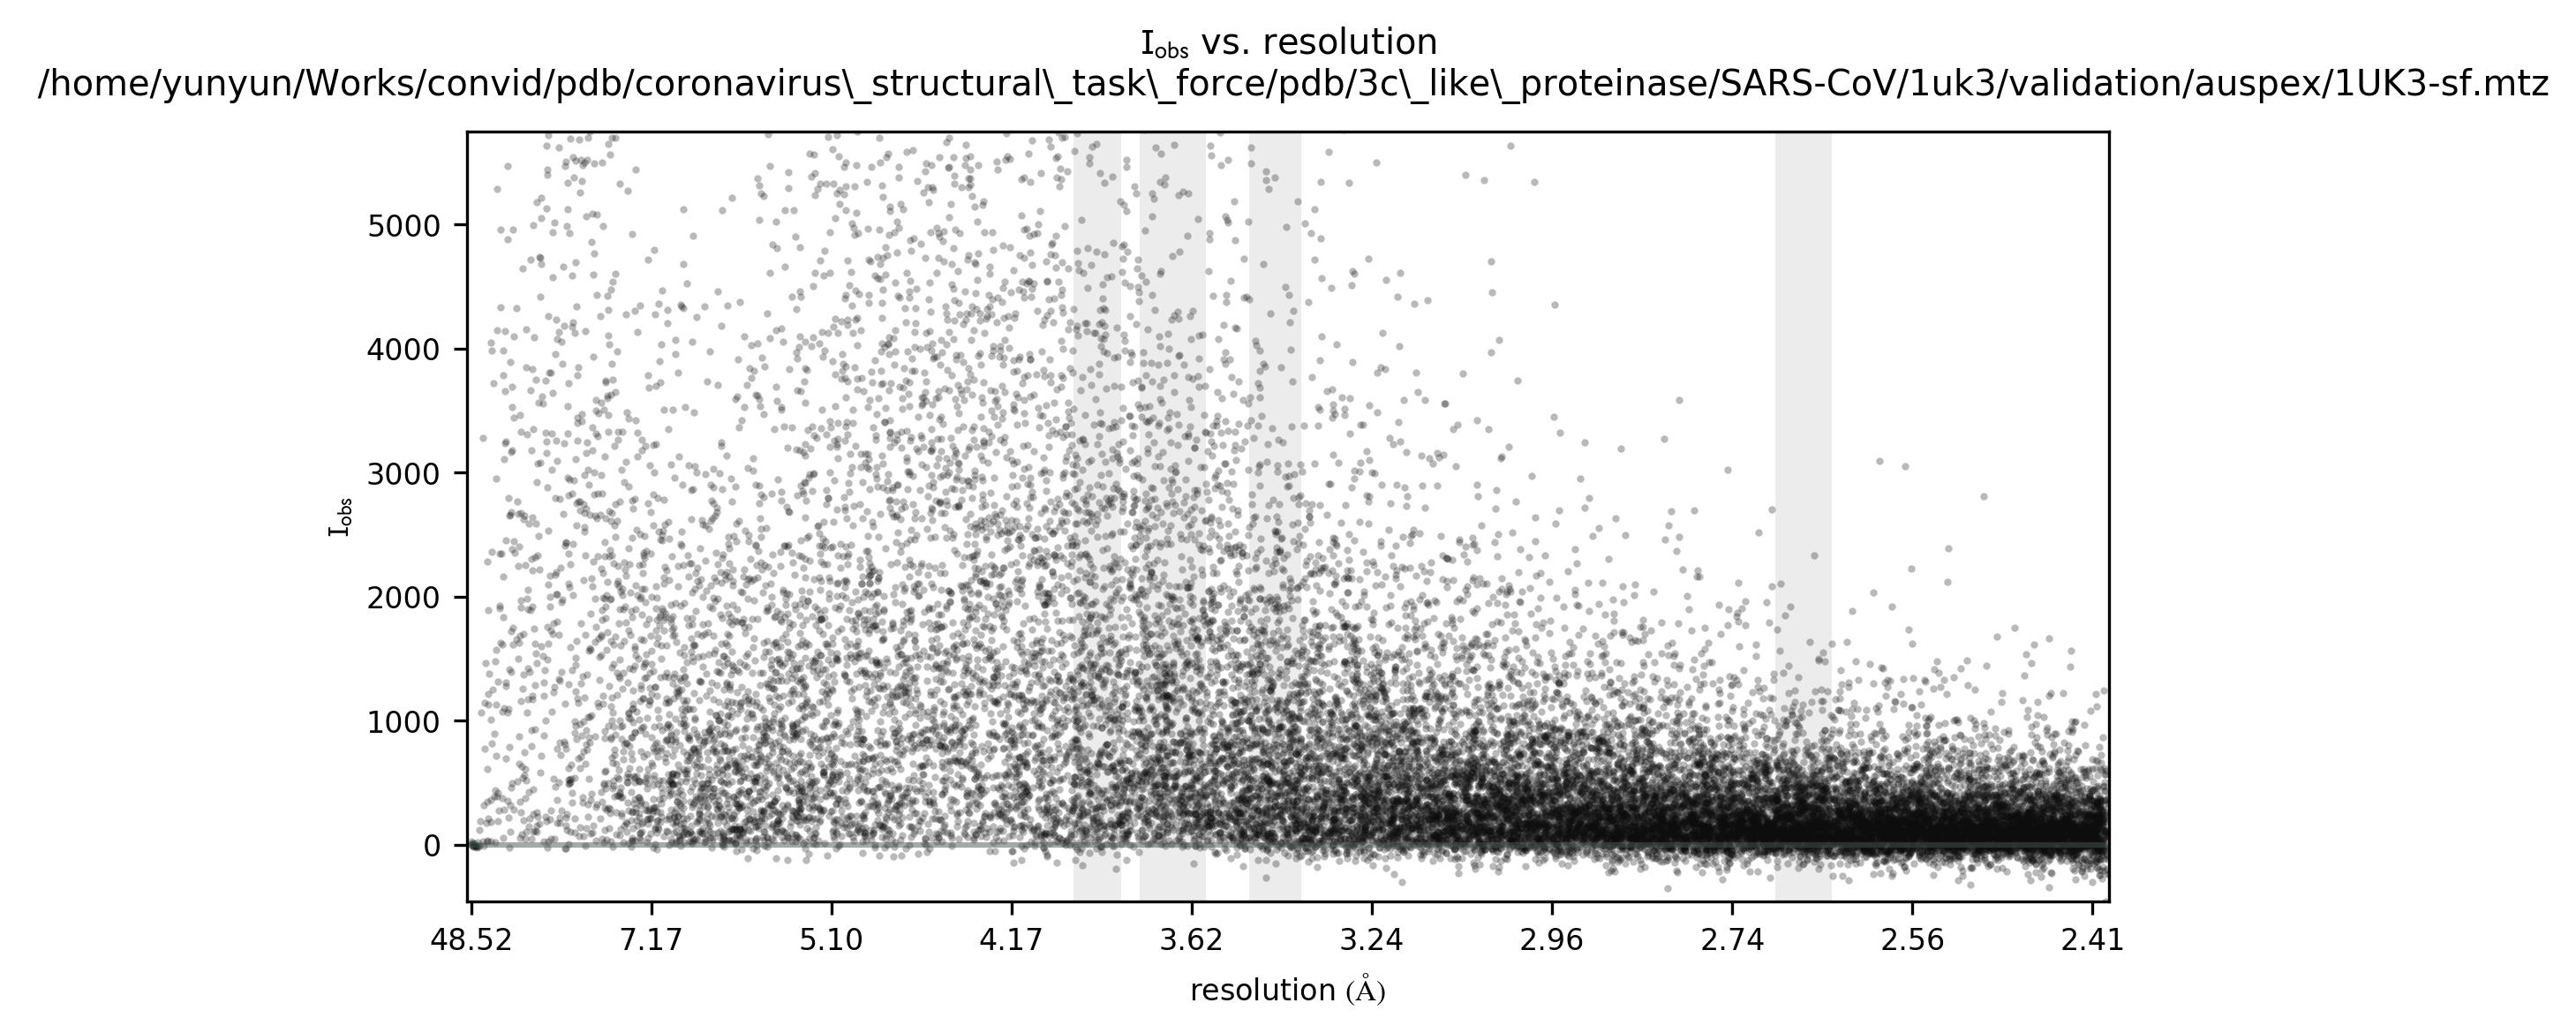 I_obs vs. resolution
/home/yunyun/Works/convid/pdb/coronavirus\_structural\_task\_force/pdb/3c\_like\_proteinase/SARS-CoV/1uk3/validation/auspex/1UK3-sf.mtz
5000
4000
3000
2000
1000
0
I_obs
48.52 7.17 5.10 4.17 3.62 3.24 2.96 2.74 2.56 2.41
resolution (Å)